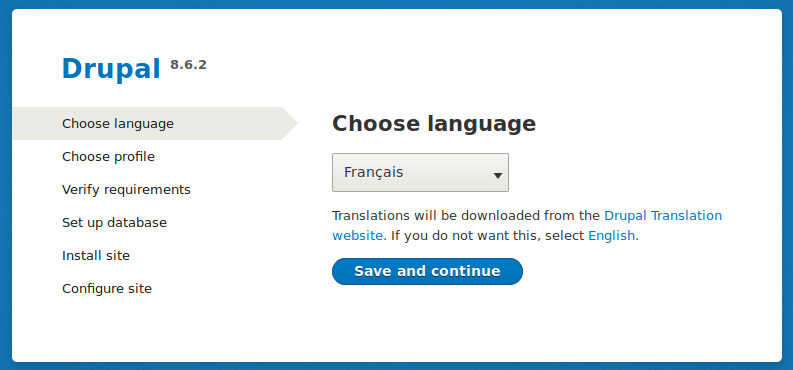 Drupal 8.6.2
Choose language
Choose profile
Verify requirements
Set up database
Install site
Configure site
Choose language
Français
Translations will be downloaded from the Drupal Translation
website. If you do not want this, select English.
Save and continue